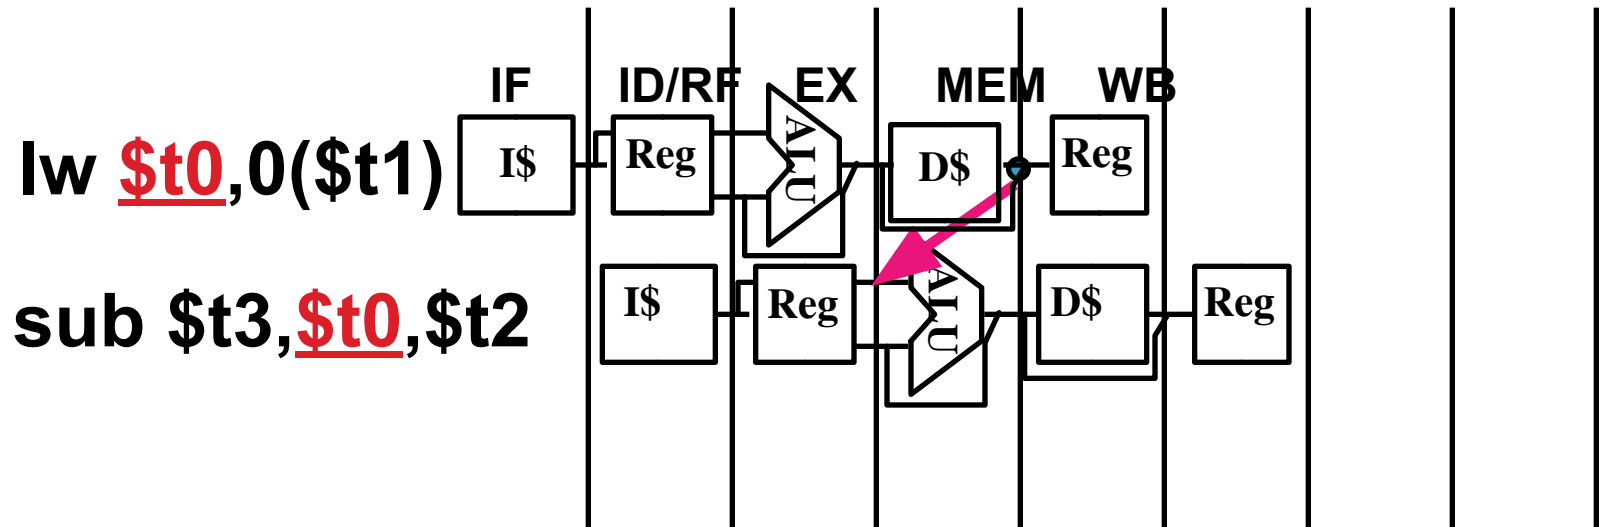 IF ID/RF EX MEM WB
lw $t0,0($t1) I$ Reg ALU D$ Reg
sub $t3,$t0,$t2 I$ Reg ALU D$ Reg